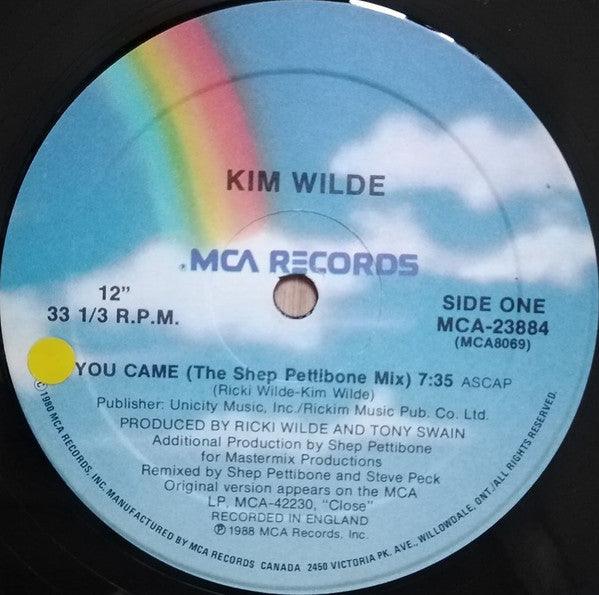 KIM WILDE
MCA RECORDS
12"
33 1/3 R.P.M.
SIDE ONE
MCA-23884
(MCA8069)
YOU CAME (The Shep Pettibone Mix) 7:35 ASCAP
(Ricki Wilde-Kim Wilde)
Publisher: Unicity Music, Inc./Rickim Music Pub. Co. Ltd.
PRODUCED BY RICKI WILDE AND TONY SWAIN
Additional Production by Shep Pettibone
for Mastermix Productions
Remixed by Shep Pettibone and Steve Peck
Original version appears on the MCA
LP, MCA-42230, "Close"
RECORDED IN ENGLAND
℗1988 MCA Records, Inc.
©1980 MCA RECORDS, INC. MANUFACTURED BY MCA RECORDS CANADA 2450 VICTORIA PK. AVE., WILLOWDALE, ONT./ALL RIGHTS RESERVED.